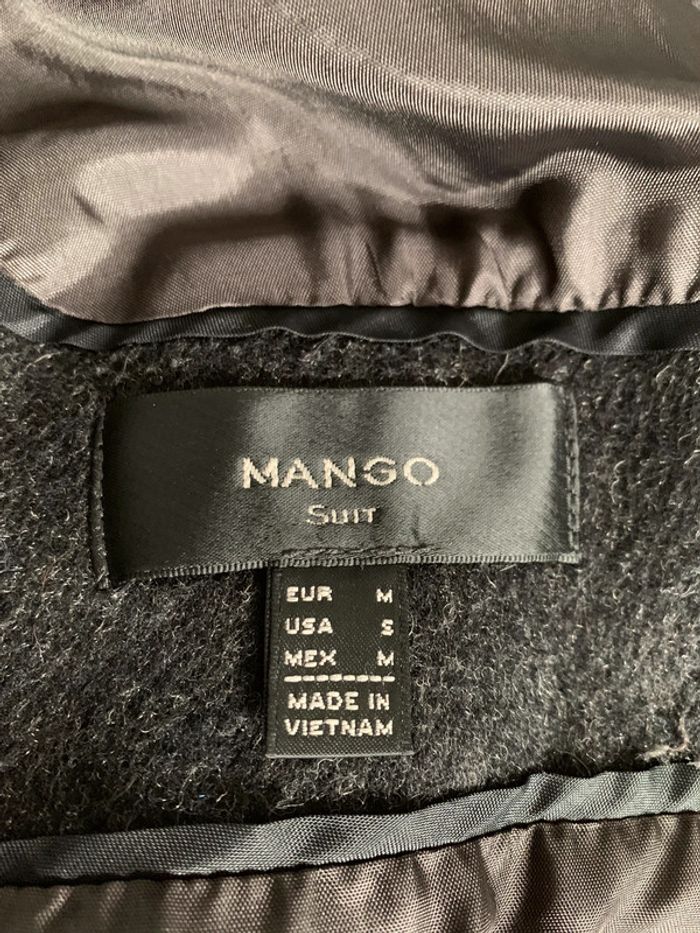 MANGO
SUIT
EUR M
USA S
MEX M
MADE IN
VIETNAM